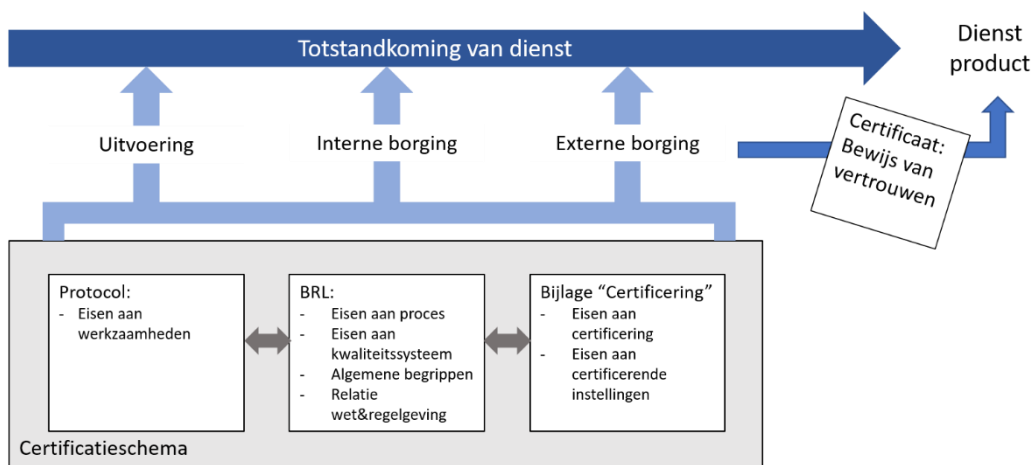 Totstandkoming van dienst
Dienst
product
Uitvoering
Interne borging
Externe borging
Certificaat:
Bewijs van
vertrouwen
Protocol:
- Eisen aan
werkzaamheden
BRL:
- Eisen aan proces
- Eisen aan
kwaliteitssysteem
- Algemene begrippen
- Relatie
wet&regelgeving
Bijlage “Certificering”
- Eisen aan
certificering
- Eisen aan
certificerende
instellingen
Certificatieschema